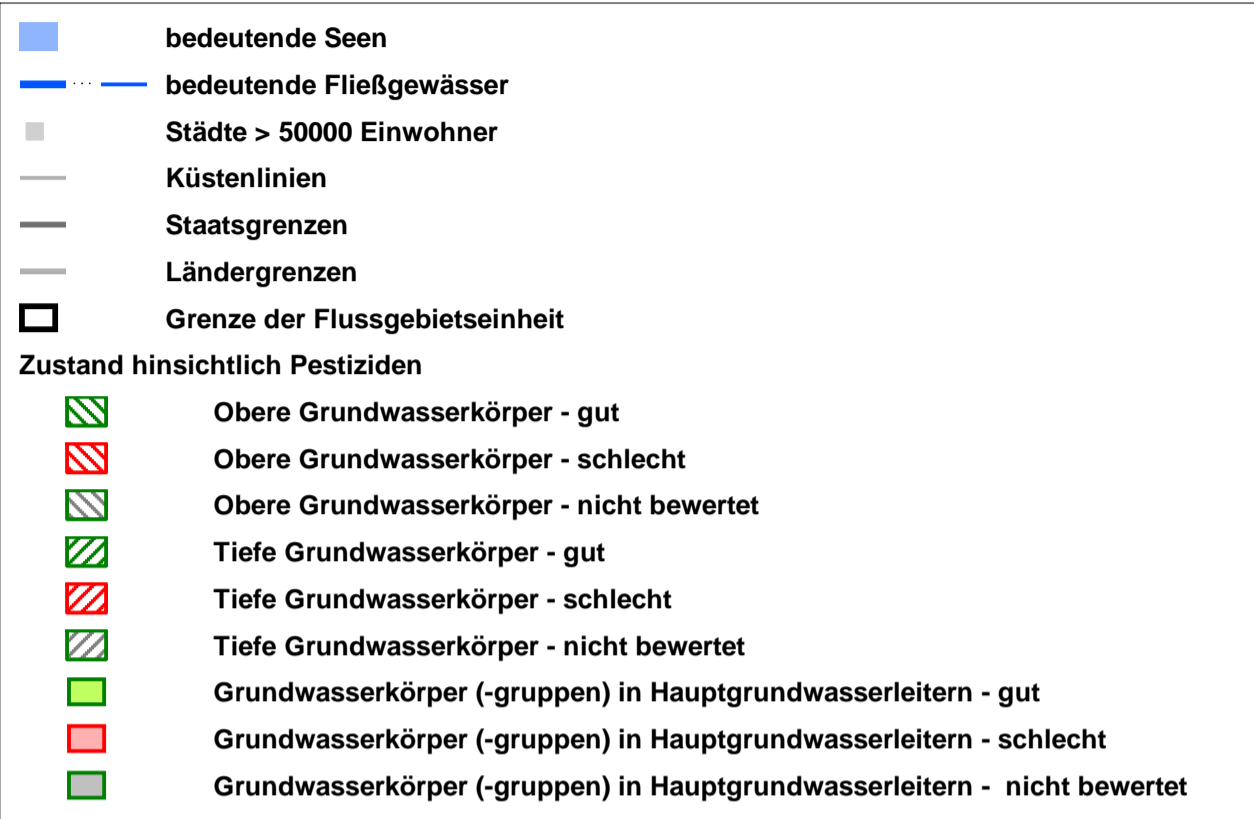 bedeutende Seen
... bedeutende Fließgewässer
Städte > 50000 Einwohner
Küstenlinien
Staatsgrenzen
Ländergrenzen
Grenze der Flussgebietseinheit
Zustand hinsichtlich Pestiziden
Obere Grundwasserkörper - gut
Obere Grundwasserkörper - schlecht
Obere Grundwasserkörper - nicht bewertet
Tiefe Grundwasserkörper - gut
Tiefe Grundwasserkörper - schlecht
Tiefe Grundwasserkörper - nicht bewertet
Grundwasserkörper (-gruppen) in Hauptgrundwasserleitern - gut
Grundwasserkörper (-gruppen) in Hauptgrundwasserleitern - schlecht
Grundwasserkörper (-gruppen) in Hauptgrundwasserleitern - nicht bewertet